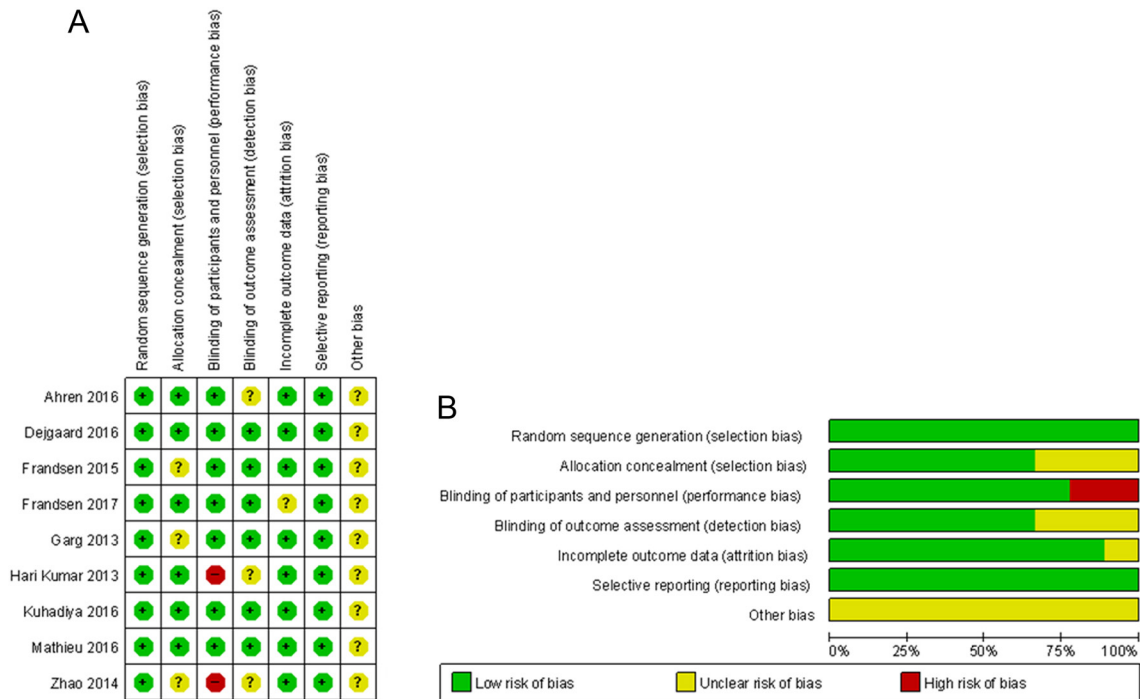 A
Random sequence generation (selection bias)
Allocation concealment (selection bias)
Blinding of participants and personnel (performance bias)
Blinding of outcome assessment (detection bias)
Incomplete outcome data (attrition bias)
Selective reporting (reporting bias)
Other bias
Ahren 2016 + + + ? + + ?
Dejgaard 2016 + + + + + + ?
Frandsen 2015 + ? + + + + ?
Frandsen 2017 + + + + ? + ?
Garg 2013 + ? + + + + ?
Hari Kumar 2013 + + − ? + + ?
Kuhadiya 2016 + + + + + + ?
Mathieu 2016 + + + + + + ?
Zhao 2014 + ? − ? + + ?
B
Random sequence generation (selection bias)
Allocation concealment (selection bias)
Blinding of participants and personnel (performance bias)
Blinding of outcome assessment (detection bias)
Incomplete outcome data (attrition bias)
Selective reporting (reporting bias)
Other bias
0% 25% 50% 75% 100%
Low risk of bias Unclear risk of bias High risk of bias